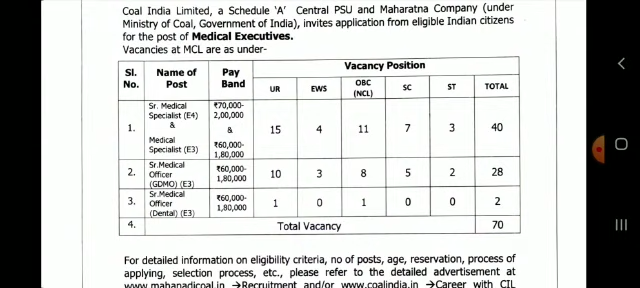 Coal India Limited, a Schedule 'A' Central PSU and Maharatna Company (under
Ministry of Coal, Government of India), invites application from eligible Indian citizens
for the post of Medical Executives.
Vacancies at MCL are as under-
Sl. No. Name of Post Pay Band Vacancy Position
UR EWS OBC (NCL) SC ST TOTAL
1. Sr. Medical Specialist (E4) & Medical Specialist (E3) ₹70,000-2,00,000 & ₹60,000-1,80,000 15 4 11 7 3 40
2. Sr.Medical Officer (GDMO) (E3) ₹60,000-1,80,000 10 3 8 5 2 28
3. Sr.Medical Officer (Dental) (E3) ₹60,000-1,80,000 1 0 1 0 0 2
4. Total Vacancy 70
For detailed information on eligibility criteria, no of posts, age, reservation, process of
applying, selection process, etc., please refer to the detailed advertisement at
www.mahanadicoal.in →Recruitment and/or www.coalindia.in →Career with CIL